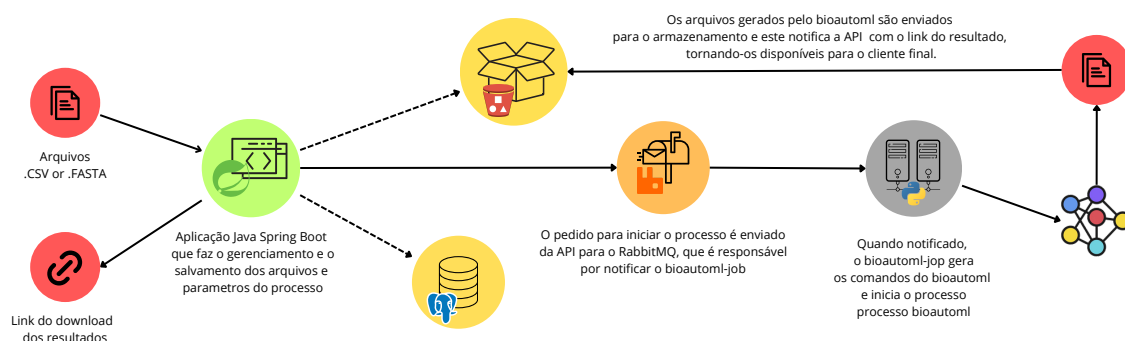 Os arquivos gerados pelo bioautoml são enviados
para o armazenamento e este notifica a API com o link do resultado,
tornando-os disponíveis para o cliente final.
Arquivos
.CSV or .FASTA
Aplicação Java Spring Boot
que faz o gerenciamento e o
salvamento dos arquivos e
parametros do processo
O pedido para iniciar o processo é enviado
da API para o RabbitMQ, que é responsável
por notificar o bioautoml-job
Quando notificado,
o bioautoml-jop gera
os comandos do bioautoml
e inicia o processo
processo bioautoml
Link do download
dos resultados